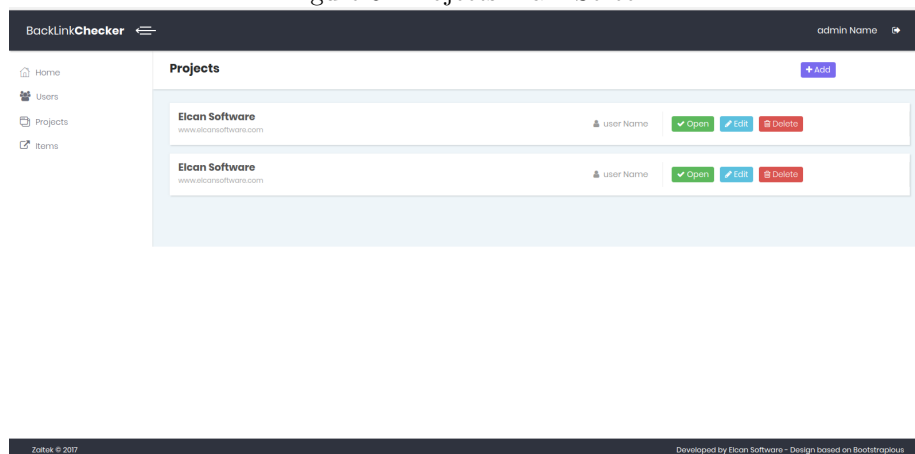 BackLinkChecker
admin Name
Home
Users
Projects
Items
Projects
Add
Elcan Software
www.elcansoftware.com
user Name
Open
Edit
Delete
Elcan Software
www.elcansoftware.com
user Name
Open
Edit
Delete
Zaitek © 2017
Developed by Elcan Software - Design based on Bootstrapious